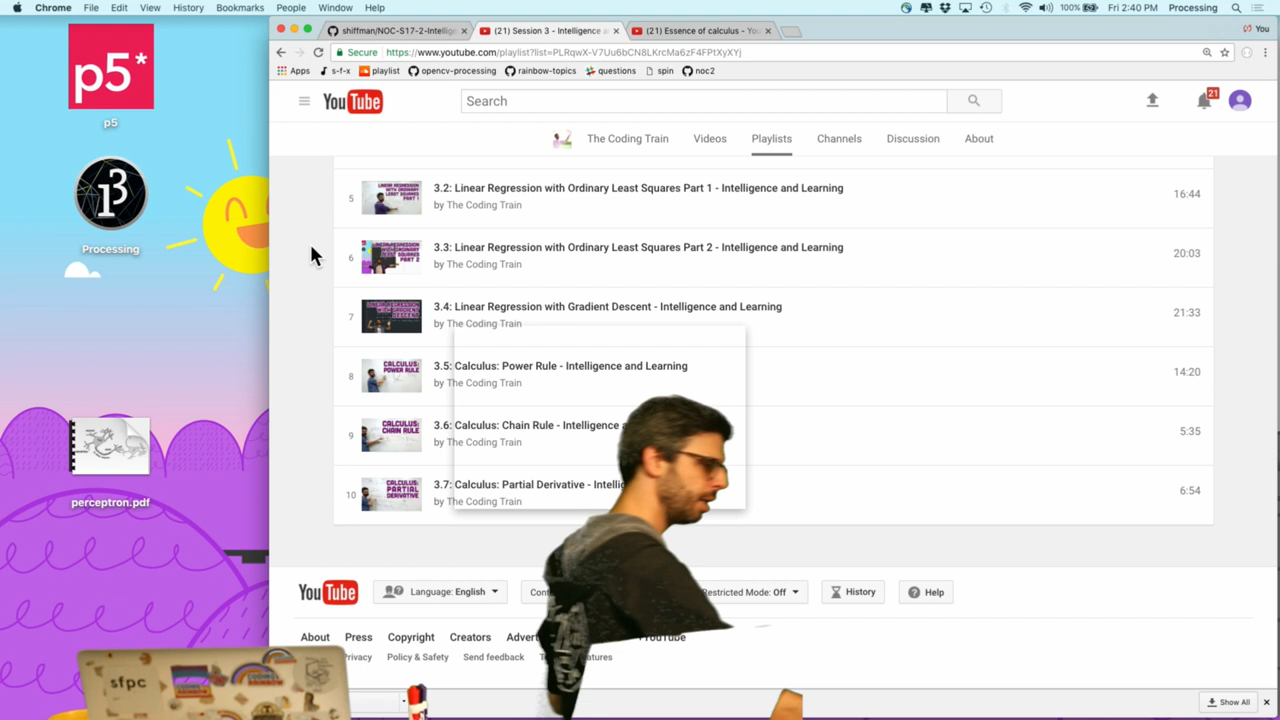 Chrome File Edit View History Bookmarks People Window Help 100% Fri 2:40 PM Processing
shiffman/NOC-S17-2-Intellige (21) Session 3 - Intelligence a (21) Essence of calculus - You You
Secure https://www.youtube.com/playlist?list=PLRqwX-V7Uu6bCN8LKrcMa6zF4FPtXyXYj
Apps s-f-x playlist opencv-processing rainbow-topics questions spin noc2
p5*
p5
YouTube Search 21
The Coding Train Videos Playlists Channels Discussion About
Processing
5 3.2: Linear Regression with Ordinary Least Squares Part 1 - Intelligence and Learning 16:44
by The Coding Train
6 3.3: Linear Regression with Ordinary Least Squares Part 2 - Intelligence and Learning 20:03
by The Coding Train
7 3.4: Linear Regression with Gradient Descent - Intelligence and Learning 21:33
by The Coding Train
8 3.5: Calculus: Power Rule - Intelligence and Learning 14:20
by The Coding Train
9 3.6: Calculus: Chain Rule - Intelligence a 5:35
by The Coding Train
10 3.7: Calculus: Partial Derivative - Intellig 6:54
by The Coding Train
perceptron.pdf
YouTube Language: English Cont Restricted Mode: Off History Help
About Press Copyright Creators Advert YouTube
Privacy Policy & Safety Send feedback features
sfpc
Show All